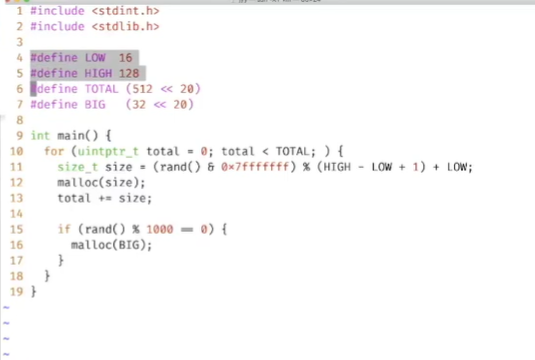 1 #include <stdint.h>
2 #include <stdlib.h>
3
4 #define LOW 16
5 #define HIGH 128
6 #define TOTAL (512 << 20)
7 #define BIG (32 << 20)
8
9 int main() {
10 for (uintptr_t total = 0; total < TOTAL; ) {
11 size_t size = (rand() & 0x7fffffff) % (HIGH - LOW + 1) + LOW;
12 malloc(size);
13 total += size;
14
15 if (rand() % 1000 == 0) {
16 malloc(BIG);
17 }
18 }
19 }
~
~
~
~